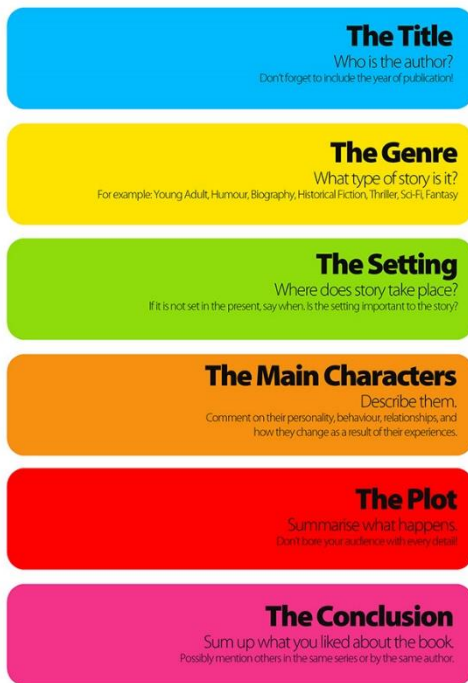 The Title
Who is the author?
Don't forget to include the year of publication!
The Genre
What type of story is it?
For example: Young Adult, Humour, Biography, Historical Fiction, Thriller, Sci-Fi, Fantasy
The Setting
Where does story take place?
If it is not set in the present, say when. Is the setting important to the story?
The Main Characters
Describe them.
Comment on their personality, behaviour, relationships, and
how they change as a result of their experiences.
The Plot
Summarise what happens.
Don't bore your audience with every detail!
The Conclusion
Sum up what you liked about the book.
Possibly mention others in the same series or by the same author.